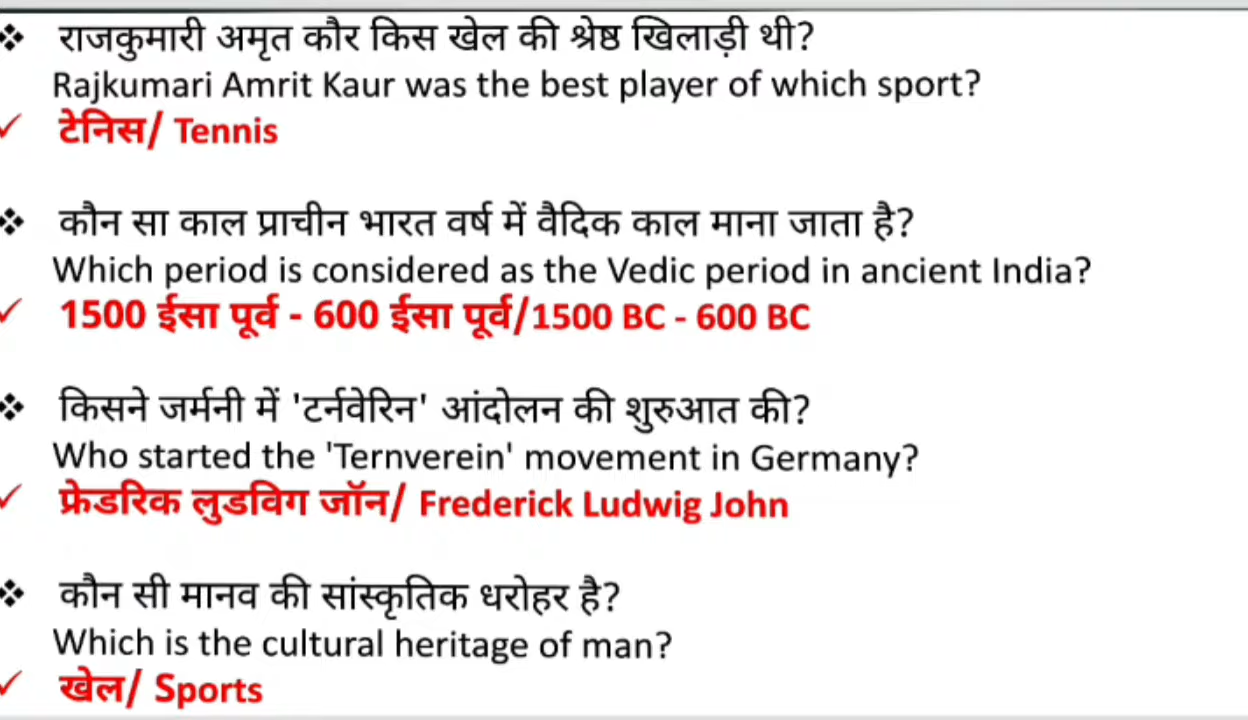 ❖ राजकुमारी अमृत कौर किस खेल की श्रेष्ठ खिलाड़ी थी?
Rajkumari Amrit Kaur was the best player of which sport?
✓ टेनिस/ Tennis
❖ कौन सा काल प्राचीन भारत वर्ष में वैदिक काल माना जाता है?
Which period is considered as the Vedic period in ancient India?
✓ 1500 ईसा पूर्व - 600 ईसा पूर्व/1500 BC - 600 BC
❖ किसने जर्मनी में 'टर्नवेरिन' आंदोलन की शुरुआत की?
Who started the 'Ternverein' movement in Germany?
✓ फ्रेडरिक लुडविग जॉन/ Frederick Ludwig John
❖ कौन सी मानव की सांस्कृतिक धरोहर है?
Which is the cultural heritage of man?
✓ खेल/ Sports